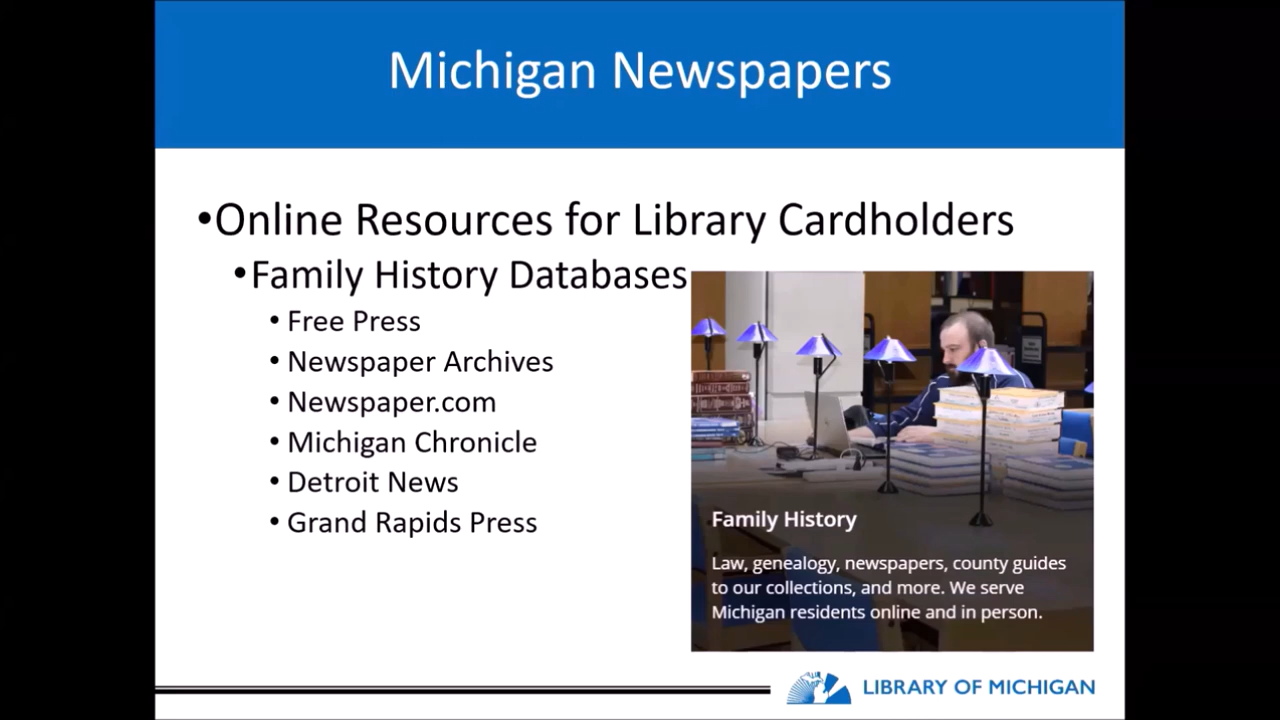 Michigan Newspapers
•Online Resources for Library Cardholders
•Family History Databases
• Free Press
• Newspaper Archives
• Newspaper.com
• Michigan Chronicle
• Detroit News
• Grand Rapids Press
Family History
Law, genealogy, newspapers, county guides
to our collections, and more. We serve
Michigan residents online and in person.
LIBRARY OF MICHIGAN